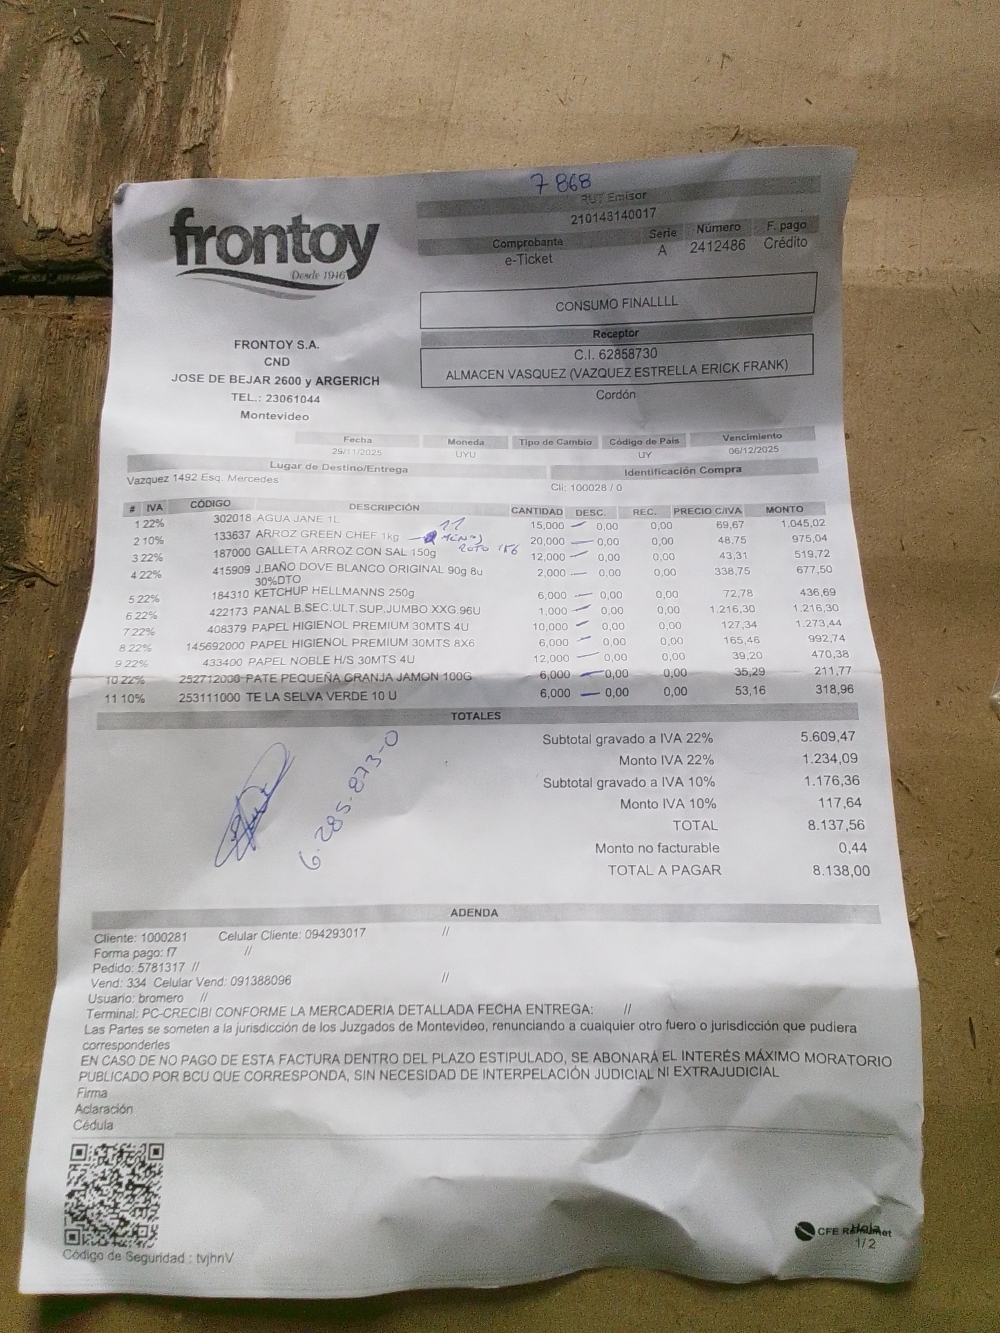 7868
frontoy
Desde 1946
RUT Emisor
210143140017
Comprobante Serie Número F. pago
e-Ticket A 2412486 Crédito
CONSUMO FINALLLL
Receptor
C.I. 62858730
ALMACEN VASQUEZ (VAZQUEZ ESTRELLA ERICK FRANK)
Cordón
FRONTOY S.A.
CND
JOSE DE BEJAR 2600 y ARGERICH
TEL.: 23061044
Montevideo
Fecha Moneda Tipo de Cambio Código de País Vencimiento
29/11/2025 UYU UY 06/12/2025
Lugar de Destino/Entrega Identificación Compra
Vazquez 1492 Esq. Mercedes Cli: 100028 / 0
# IVA CÓDIGO DESCRIPCIÓN CANTIDAD DESC. REC. PRECIO C/IVA MONTO
1 22% 302018 AGUA JANE 1L 15,000 0,00 0,00 69,67 1.045,02
2 10% 133637 ARROZ GREEN CHEF 1kg 20,000 0,00 0,00 48,75 975,04
3 22% 187000 GALLETA ARROZ CON SAL 150g 12,000 0,00 0,00 43,31 519,72
4 22% 415909 J.BAÑO DOVE BLANCO ORIGINAL 90g 8u 2,000 0,00 0,00 338,75 677,50
30%DTO
5 22% 184310 KETCHUP HELLMANNS 250g 6,000 0,00 0,00 72,78 436,69
6 22% 422173 PANAL B.SEC.ULT.SUP.JUMBO XXG.96U 1,000 0,00 0,00 1.216,30 1.216,30
7 22% 408379 PAPEL HIGIENOL PREMIUM 30MTS 4U 10,000 0,00 0,00 127,34 1.273,44
8 22% 145692000 PAPEL HIGIENOL PREMIUM 30MTS 8X6 6,000 0,00 0,00 165,46 992,74
9 22% 433400 PAPEL NOBLE H/S 30MTS 4U 12,000 0,00 0,00 39,20 470,38
10 22% 252712000 PATE PEQUEÑA GRANJA JAMON 100G 6,000 0,00 0,00 35,29 211,77
11 10% 253111000 TE LA SELVA VERDE 10 U 6,000 0,00 0,00 53,16 318,96
TOTALES
Subtotal gravado a IVA 22% 5.609,47
Monto IVA 22% 1.234,09
Subtotal gravado a IVA 10% 1.176,36
Monto IVA 10% 117,64
TOTAL 8.137,56
Monto no facturable 0,44
TOTAL A PAGAR 8.138,00
6.285.873-0
ADENDA
Cliente: 1000281 Celular Cliente: 094293017 //
Forma pago: f7 //
Pedido: 5781317 //
Vend: 334 Celular Vend: 091388096 //
Usuario: bromero //
Terminal: PC-CRECIBI CONFORME LA MERCADERIA DETALLADA FECHA ENTREGA: //
Las Partes se someten a la jurisdicción de los Juzgados de Montevideo, renunciando a cualquier otro fuero o jurisdicción que pudiera
corresponderles
EN CASO DE NO PAGO DE ESTA FACTURA DENTRO DEL PLAZO ESTIPULADO, SE ABONARÁ EL INTERÉS MÁXIMO MORATORIO
PUBLICADO POR BCU QUE CORRESPONDA, SIN NECESIDAD DE INTERPELACIÓN JUDICIAL NI EXTRAJUDICIAL
Firma
Aclaración
Cédula
Código de Seguridad : tvjhnV
CFE
Hoja
1/2